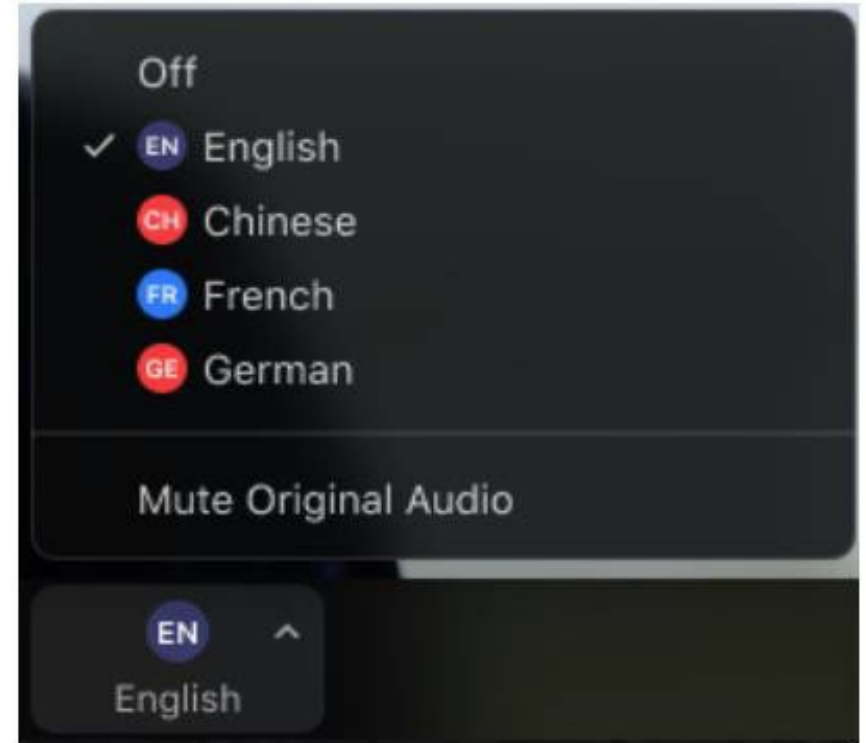 Off
EN English
CH Chinese
FR French
GE German
Mute Original Audio
EN
English